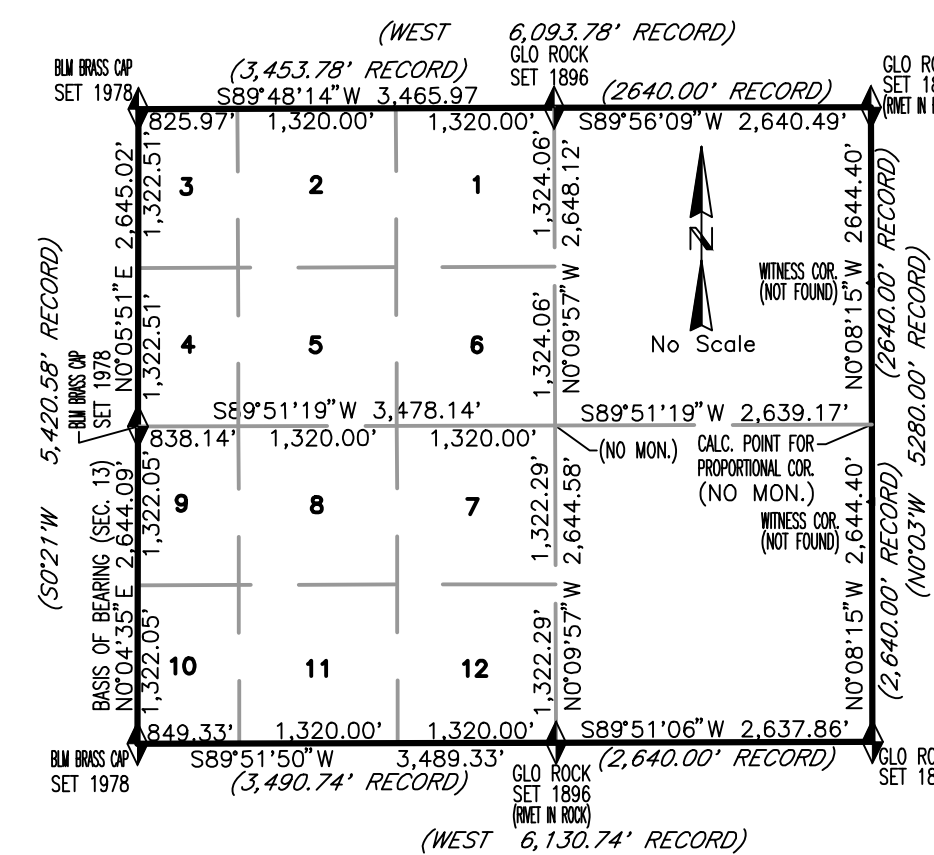 (WEST 6,093.78' RECORD)
BLM BRASS CAP
SET 1978
(3,453.78' RECORD)
GLO ROCK
SET 1896
(2640.00' RECORD)
S89°48'14"W 3,465.97
825.97' 1,320.00' 1,320.00'
S89°56'09"W 2,640.49'
(RIVET IN
N0°05'51"E 2,645.02'
1,322.51'
1,322.51'
3 2 1
4 5 6
1,324.06'
1,324.06'
N0°09'57"W 2,648.12'
N
No Scale
WITNESS COR.
(NOT FOUND)
N0°08'15"W 2644.40'
(2640.00' RECORD)
(N0°03'W 5280.00' RECORD)
(S0°21'W 5,420.58' RECORD)
BLM BRASS CAP
SET 1978
S89°51'19"W 3,478.14'
838.14' 1,320.00' 1,320.00'
S89°51'19"W 2,639.17'
(NO MON.)
CALC. POINT FOR
PROPORTIONAL COR.
(NO MON.)
WITNESS COR.
(NOT FOUND)
BASIS OF BEARING (SEC. 13)
N0°04'35"E 2,644.09'
1,322.05'
1,322.05'
9 8 7
10 11 12
1,322.29'
1,322.29'
N0°09'57"W 2,644.58'
N0°08'15"W 2,644.40'
(2,640.00' RECORD)
849.33' 1,320.00' 1,320.00'
S89°51'06"W 2,637.86'
BLM BRASS CAP
SET 1978
S89°51'50"W 3,489.33'
(3,490.74' RECORD)
GLO ROCK
SET 1896
(RIVET IN ROCK)
(2,640.00' RECORD)
(WEST 6,130.74' RECORD)